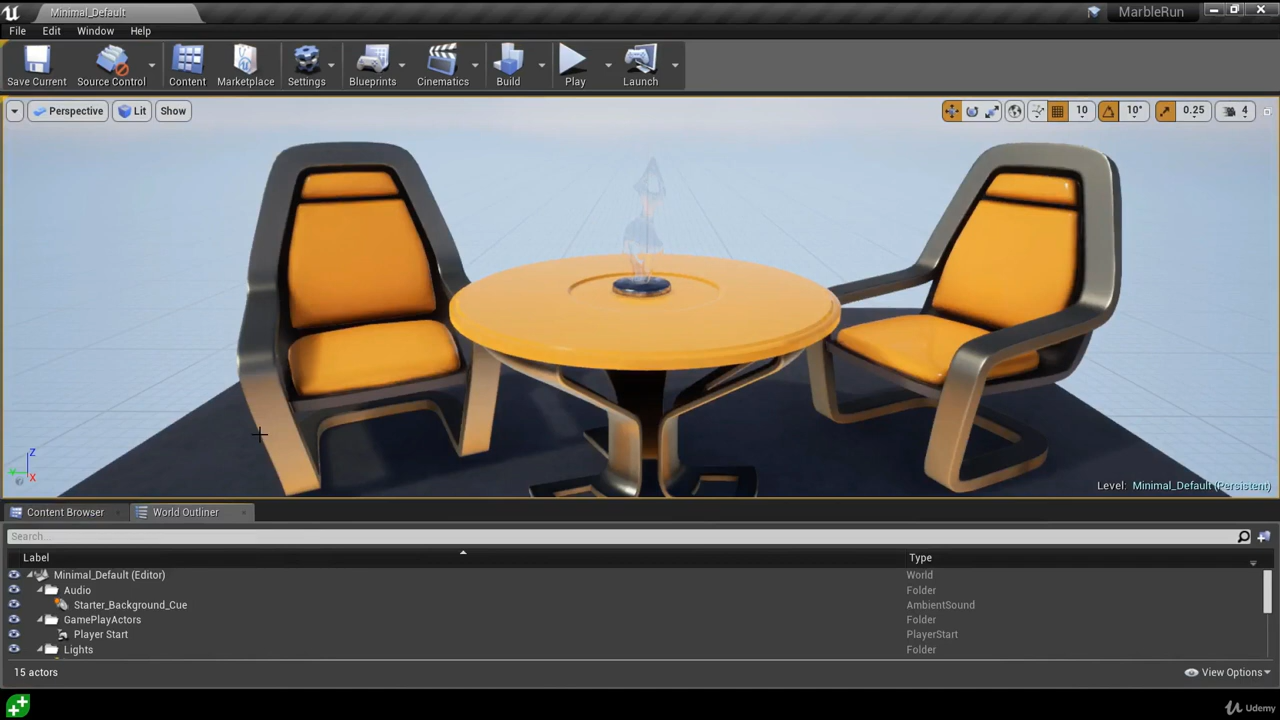 Minimal_Default
MarbleRun
File Edit Window Help
Save Current Source Control Content Marketplace Settings Blueprints Cinematics Build Play Launch
Perspective Lit Show 10 10° 0.25 4
Z
Y X
Level: Minimal_Default (Persistent)
Content Browser World Outliner
Search...
Label Type
Minimal_Default (Editor) World
Audio Folder
Starter_Background_Cue AmbientSound
GamePlayActors Folder
Player Start PlayerStart
Lights Folder
15 actors View Options
Udemy